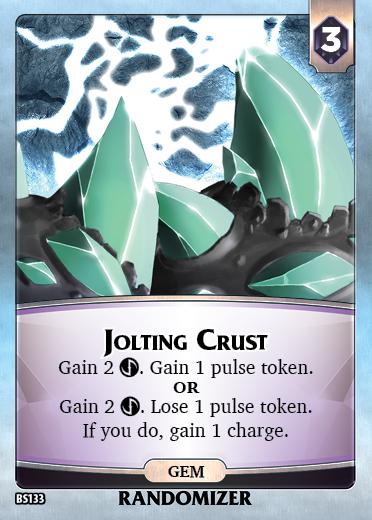 3
Jolting Crust
Gain 2 . Gain 1 pulse token.
OR
Gain 2 . Lose 1 pulse token.
If you do, gain 1 charge.
GEM
BS133
RANDOMIZER